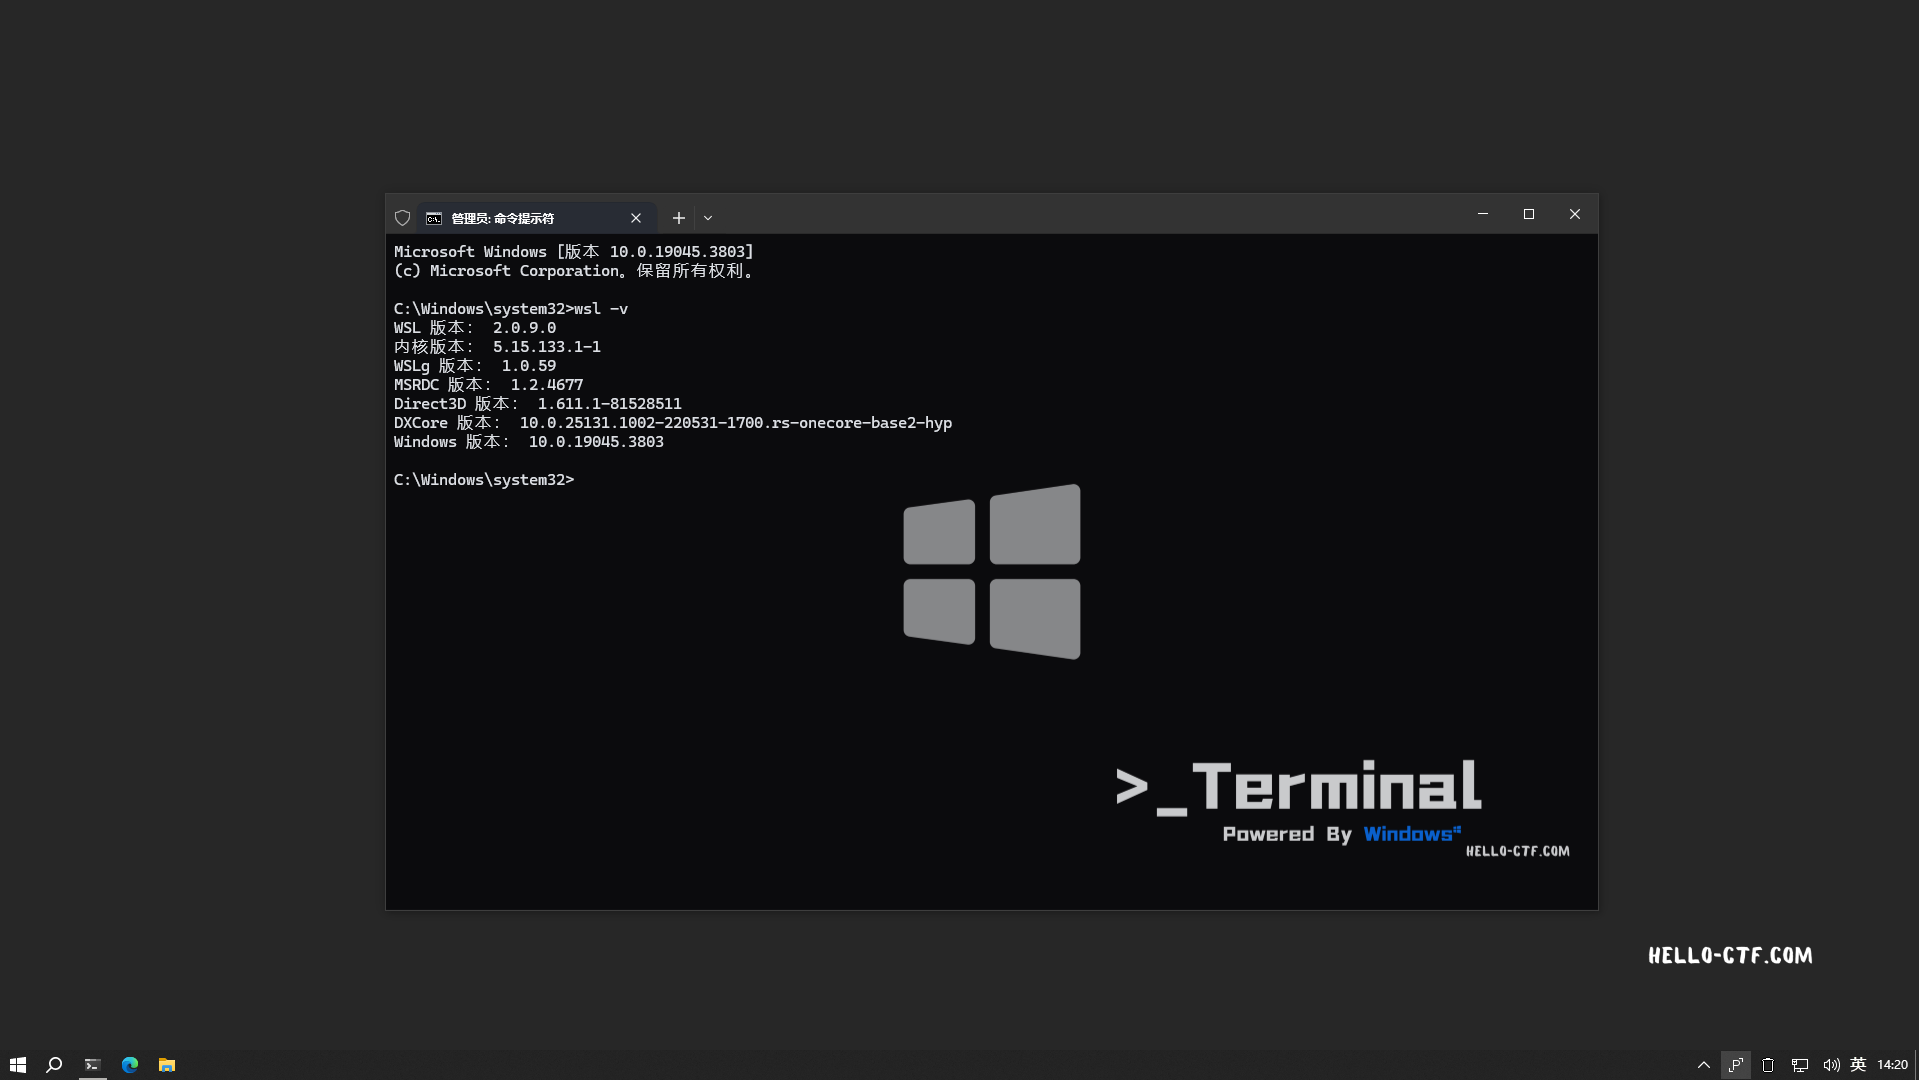 管理员: 命令提示符
Microsoft Windows [版本 10.0.19045.3803]
(c) Microsoft Corporation。保留所有权利。
C:\Windows\system32>wsl -v
WSL 版本： 2.0.9.0
内核版本： 5.15.133.1-1
WSLg 版本： 1.0.59
MSRDC 版本： 1.2.4677
Direct3D 版本： 1.611.1-81528511
DXCore 版本： 10.0.25131.1002-220531-1700.rs-onecore-base2-hyp
Windows 版本： 10.0.19045.3803
C:\Windows\system32>
>_Terminal
Powered By Windows
HELLO-CTF.COM
HELLO-CTF.COM
英 14:20